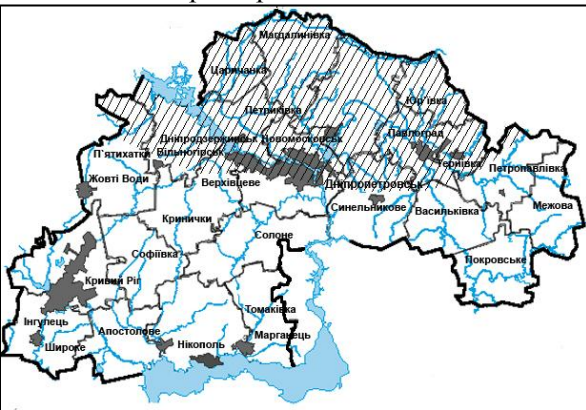 Магдалинівка
Царичанка
Юр'ївка
Петриківка
Павлоград
Дніпродзержинськ
Новомосковськ
Вільногірськ
Тернівка
П'ятихатки
Петропавлівка
Жовті Води
Верхівцеве
Дніпропетровськ
Синельникове
Васильківка
Межова
Кринички
Солоне
Софіївка
Покровське
Кривий Ріг
Томаківка
Інгулець
Апостолове
Марганець
Широке
Нікополь